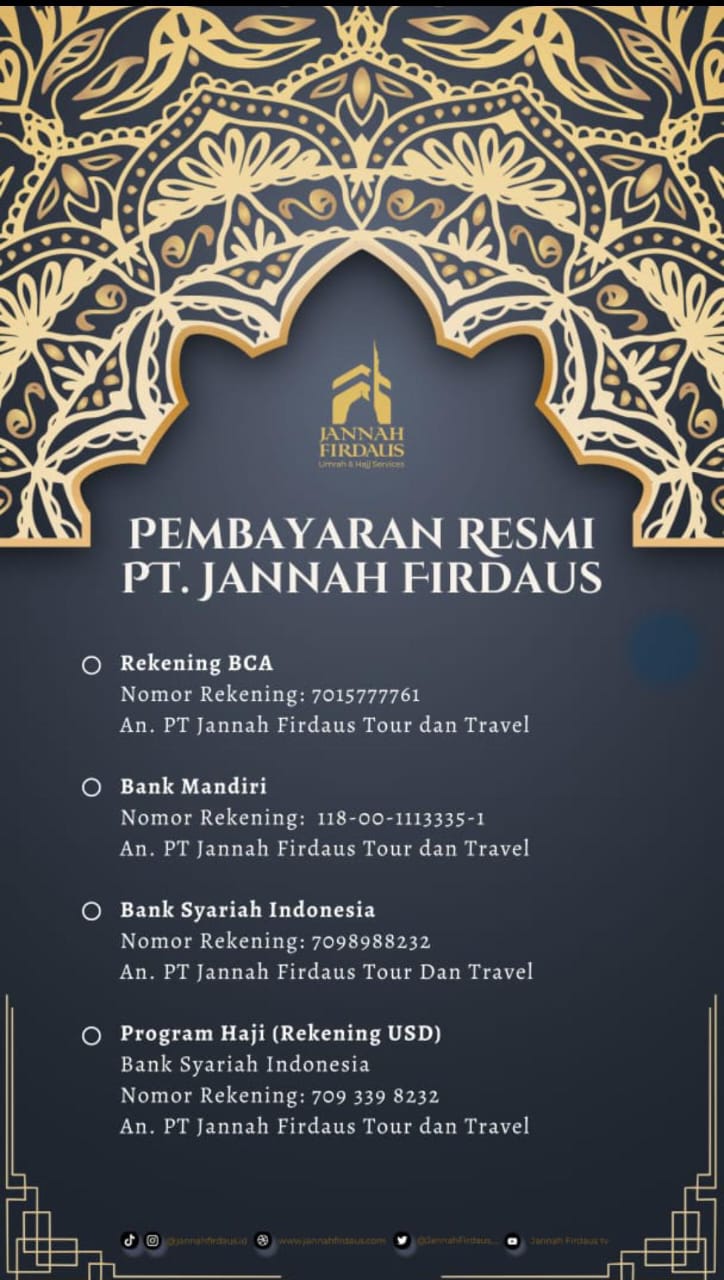 JANNAH
FIRDAUS
Umrah & Hajj Services
PEMBAYARAN RESMI
PT. JANNAH FIRDAUS
Rekening BCA
Nomor Rekening: 7015777761
An. PT Jannah Firdaus Tour dan Travel
Bank Mandiri
Nomor Rekening: 118-00-1113335-1
An. PT Jannah Firdaus Tour dan Travel
Bank Syariah Indonesia
Nomor Rekening: 7098988232
An. PT Jannah Firdaus Tour Dan Travel
Program Haji (Rekening USD)
Bank Syariah Indonesia
Nomor Rekening: 709 339 8232
An. PT Jannah Firdaus Tour dan Travel
@jannahfirdaus.id www.jannahfirdaus.com @JannahFirdaus_ Jannah Firdaus tv